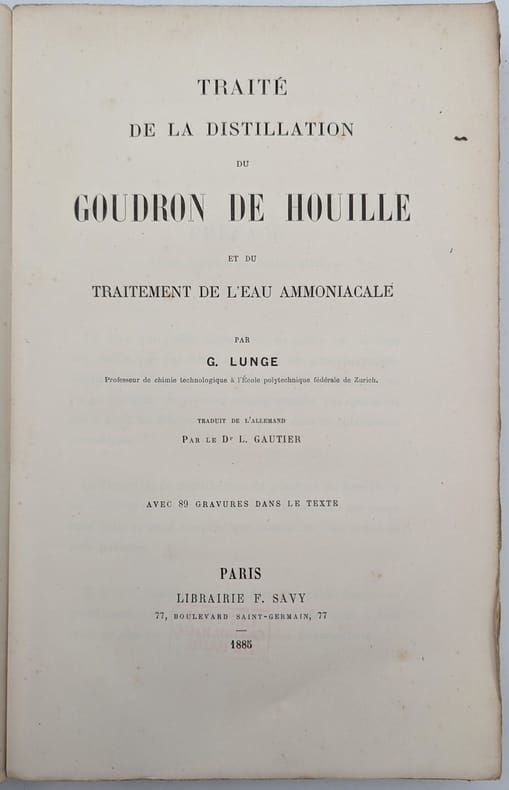 TRAITÉ
DE LA DISTILLATION
DU
GOUDRON DE HOUILLE
ET DU
TRAITEMENT DE L'EAU AMMONIACALE
PAR
G. LUNGE
Professeur de chimie technologique à l'École polytechnique fédérale de Zurich.
TRADUIT DE L'ALLEMAND
PAR LE Dr L. GAUTIER
AVEC 89 GRAVURES DANS LE TEXTE
PARIS
LIBRAIRIE F. SAVY
77, BOULEVARD SAINT-GERMAIN, 77
1885